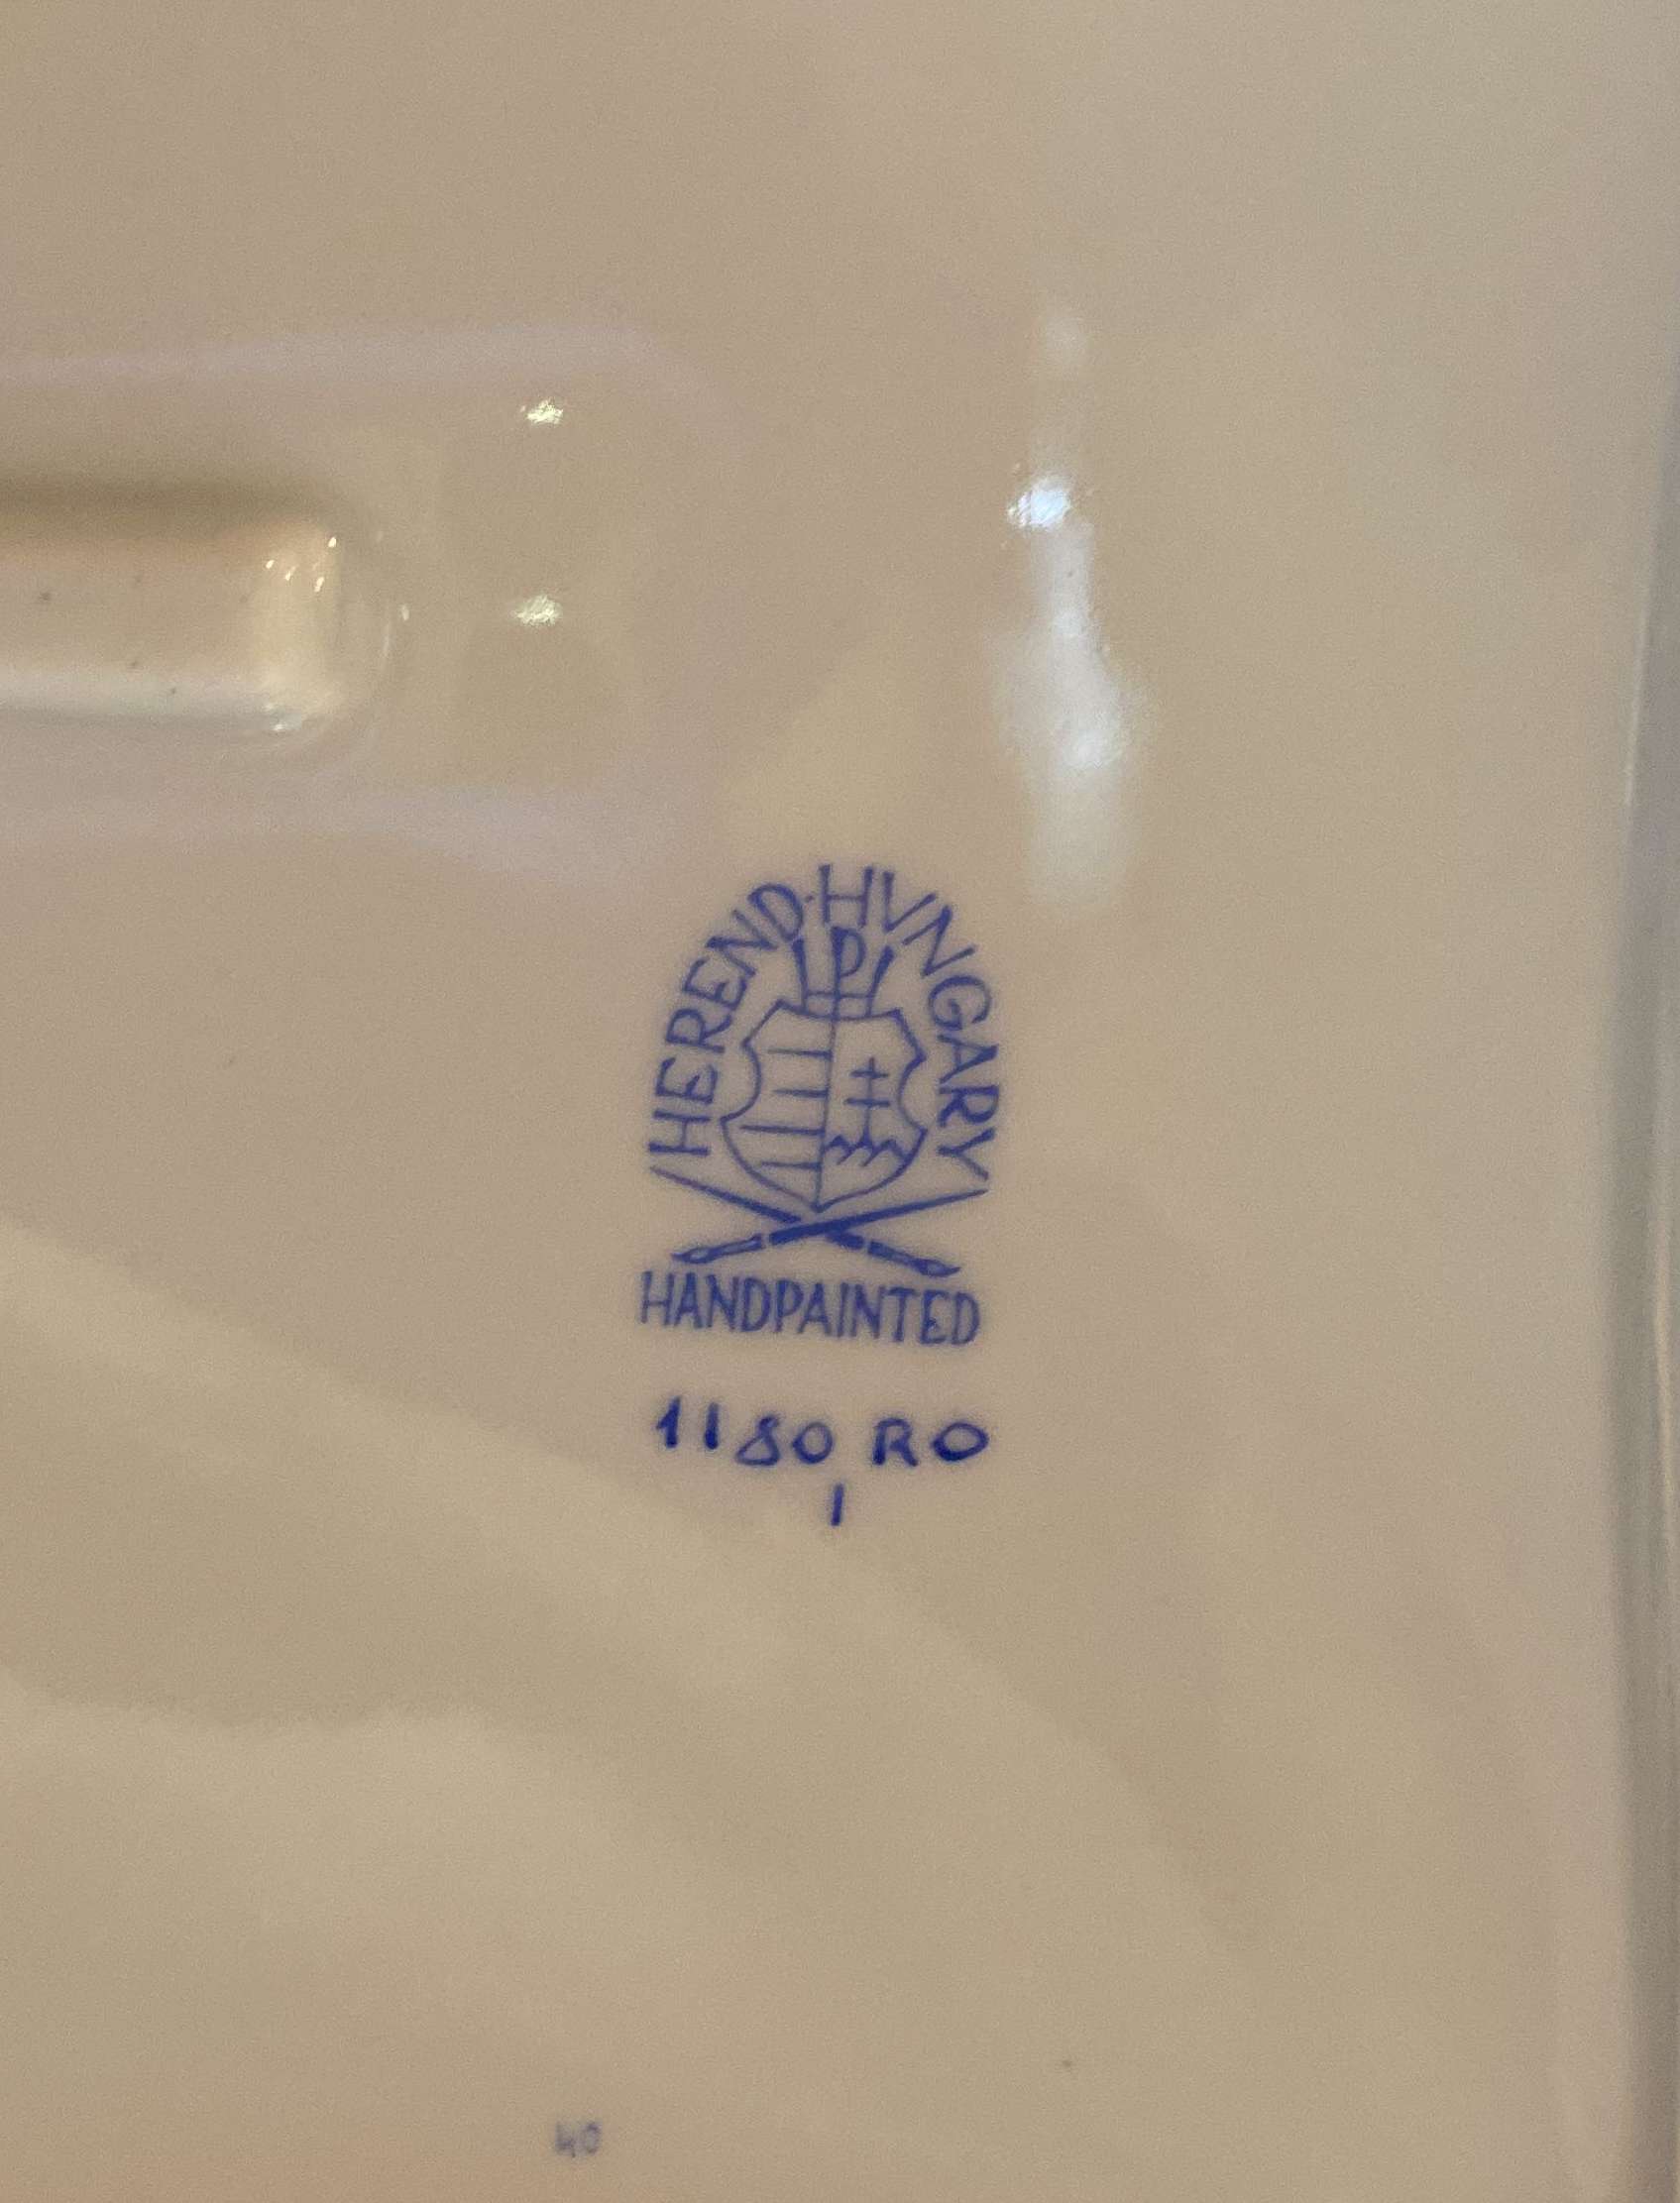 HEREND·HVNGARY
HANDPAINTED
1180 RO
1
40